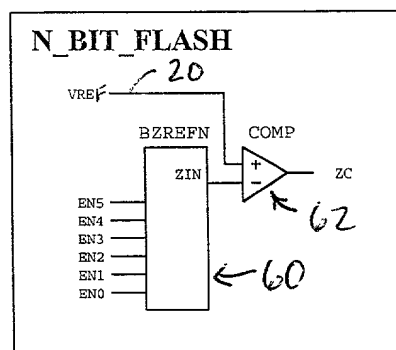 N_BIT_FLASH
20
VREF
BZREFN COMP
ZIN
+
-
ZC
EN5
EN4
EN3
EN2
EN1
EN0
62
60